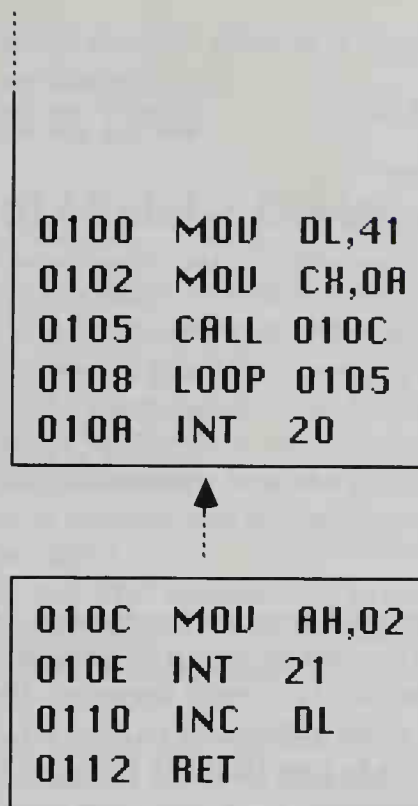 0100 MOV DL,41
0102 MOV CX,0A
0105 CALL 010C
0108 LOOP 0105
010A INT 20
010C MOV AH,02
010E INT 21
0110 INC DL
0112 RET